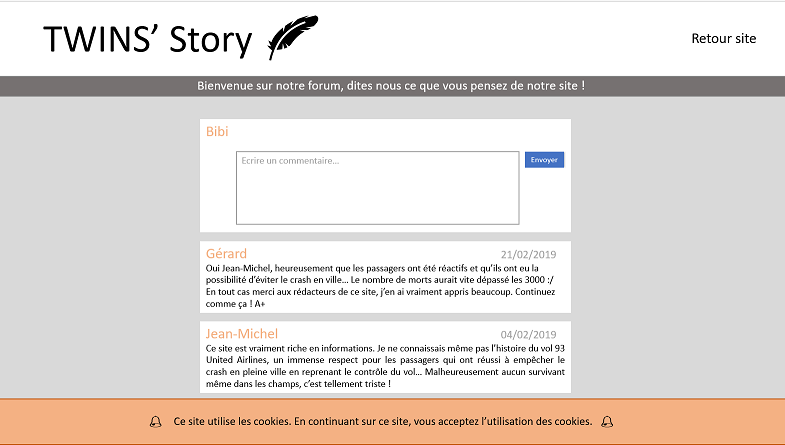 TWINS’ Story
Retour site
Bienvenue sur notre forum, dites nous ce que vous pensez de notre site !
Bibi
Ecrire un commentaire...
Envoyer
Gérard
21/02/2019
Oui Jean-Michel, heureusement que les passagers ont été réactifs et qu’ils ont eu la
possibilité d’éviter le crash en ville... Le nombre de morts aurait vite dépassé les 3000 :/
En tout cas merci aux rédacteurs de ce site, j’en ai vraiment appris beaucoup. Continuez
comme ça ! A+
Jean-Michel
04/02/2019
Ce site est vraiment riche en informations. Je ne connaissais même pas l’histoire du vol 93
United Airlines, un immense respect pour les passagers qui ont réussi à empêcher le
crash en pleine ville en reprenant le contrôle du vol... Malheureusement aucun survivant
même dans les champs, c’est tellement triste !
Ce site utilise les cookies. En continuant sur ce site, vous acceptez l’utilisation des cookies.